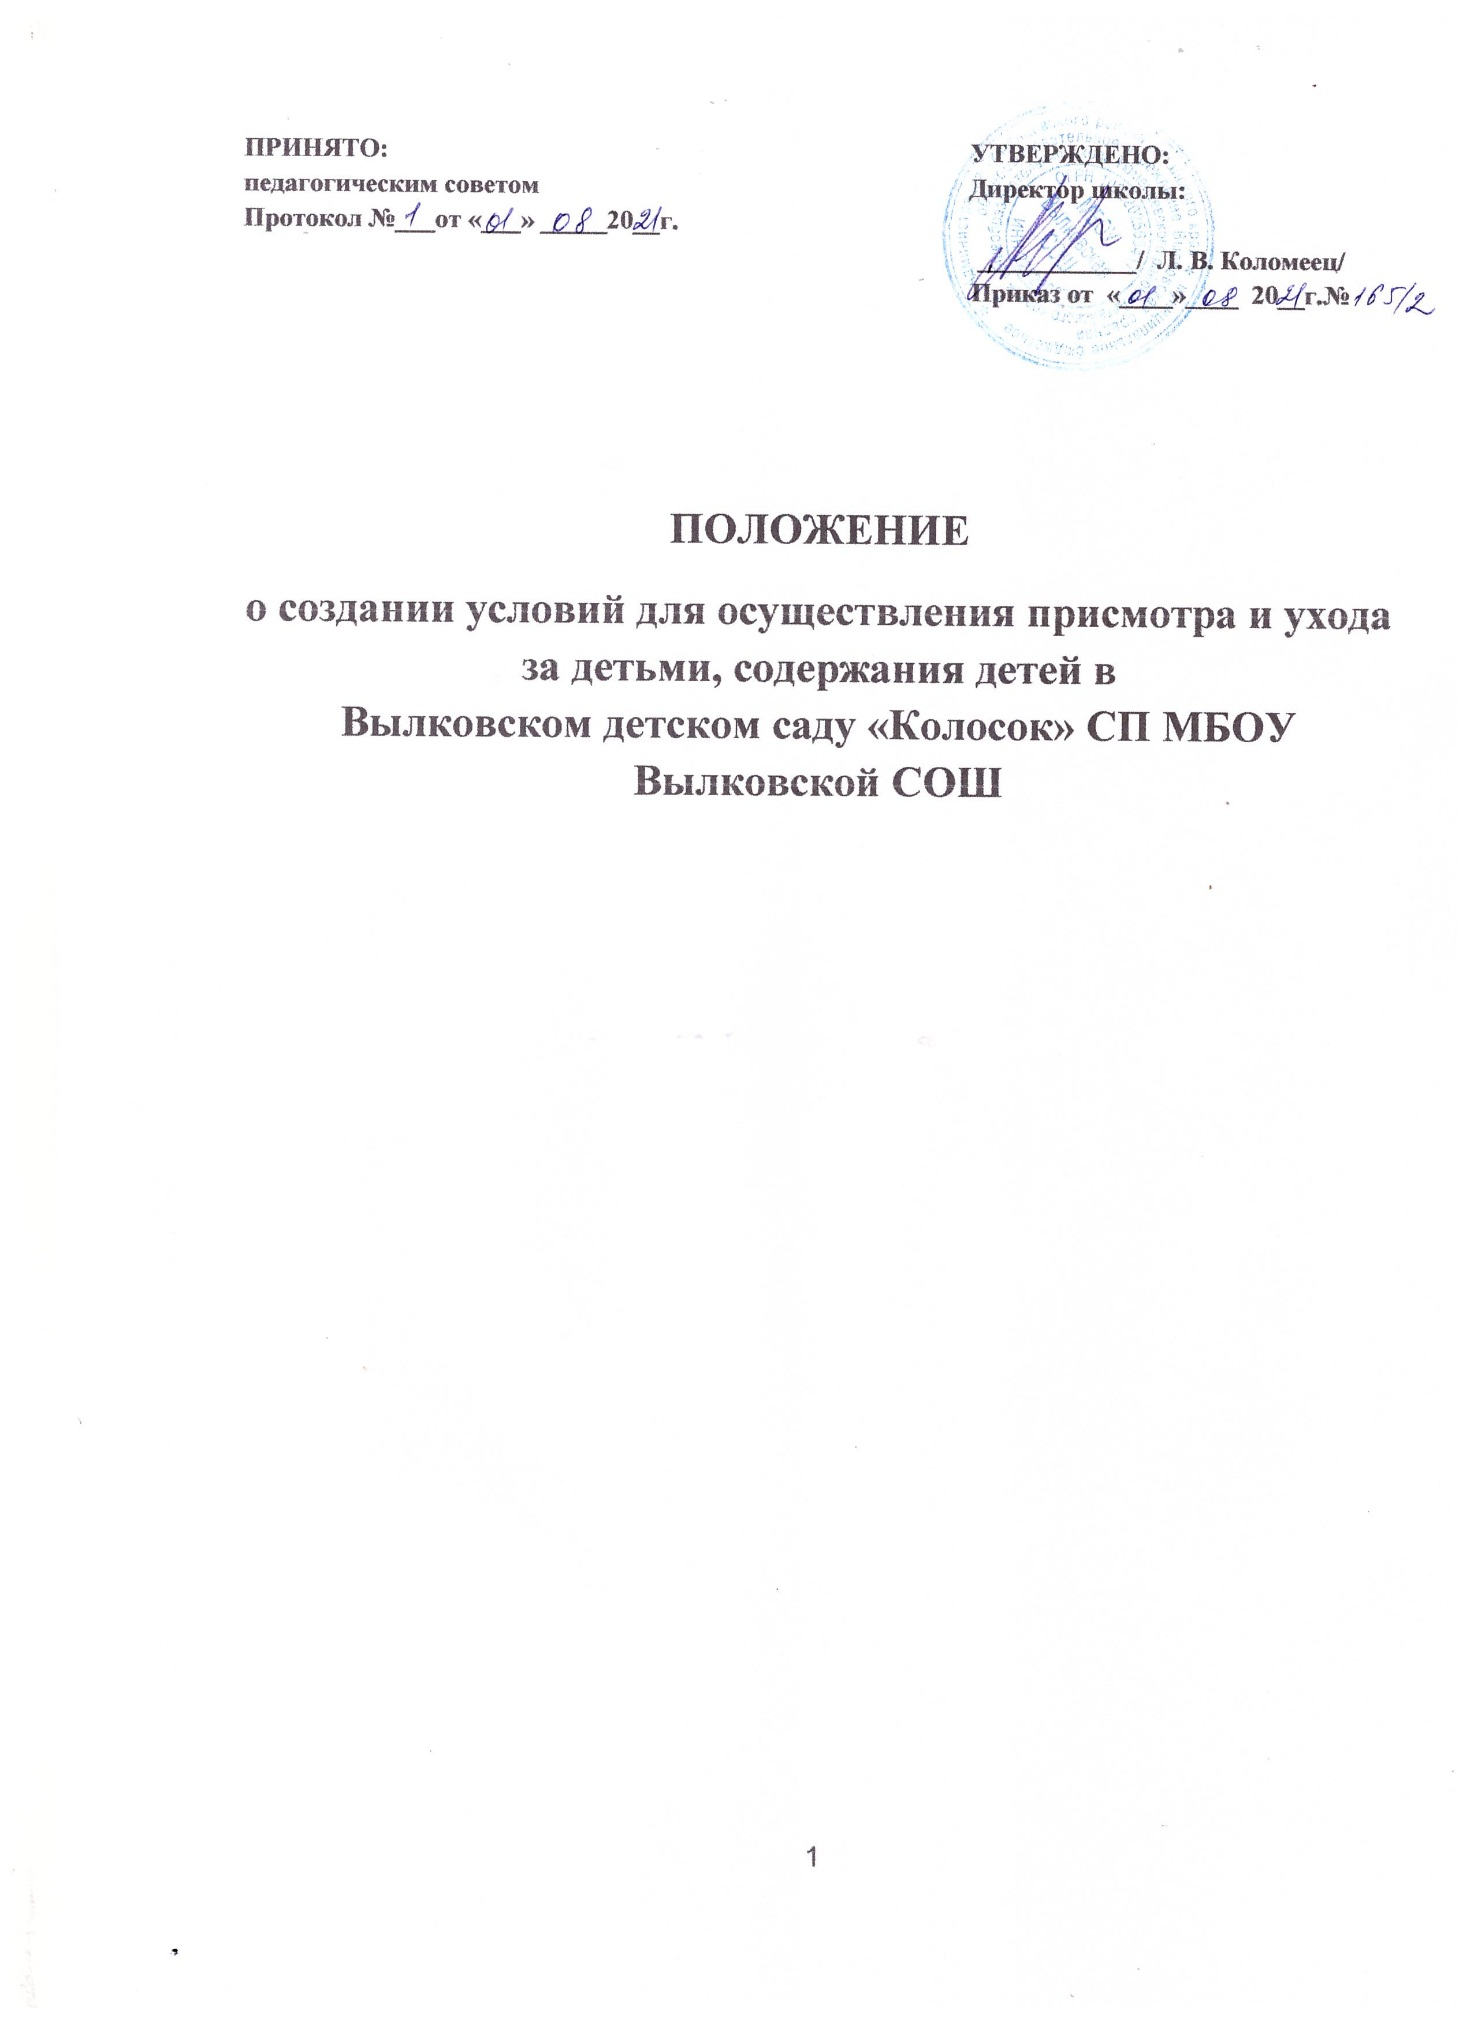 ПРИНЯТО:
педагогическим советом
Протокол № 1 от «01» 08 2021г.
УТВЕРЖДЕНО:
Директор школы:
/ Л. В. Коломеец/
Приказ от «01» 08 2021г.№165/2
ПОЛОЖЕНИЕ
о создании условий для осуществления присмотра и ухода
за детьми, содержания детей в
Вылковском детском саду «Колосок» СП МБОУ
Вылковской СОШ
1